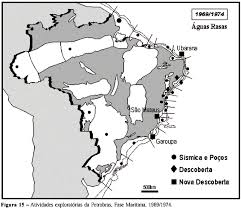 1969/1974
Águas Rasas
Ubarana
São Mateus
Garoupa
Sísmica e Poços
Descoberta
Nova Descoberta
500km
Figura 15 – Atividades exploratórias da Petrobras, Fase Marítima, 1969/1974.